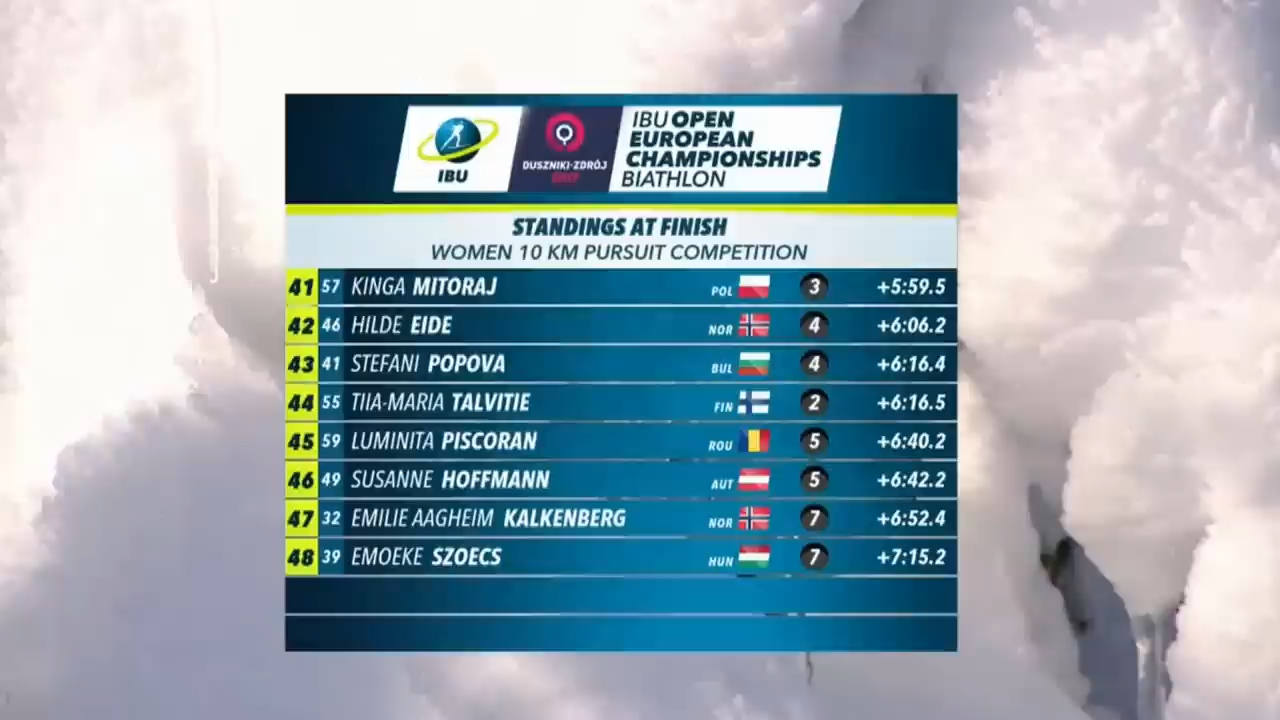 IBU
DUSZNIKI-ZDRÓJ
2017
IBU OPEN
EUROPEAN
CHAMPIONSHIPS
BIATHLON
STANDINGS AT FINISH
WOMEN 10 KM PURSUIT COMPETITION
41 57 KINGA MITORAJ POL 3 +5:59.5
42 46 HILDE EIDE NOR 4 +6:06.2
43 41 STEFANI POPOVA BUL 4 +6:16.4
44 55 TIIA-MARIA TALVITIE FIN 2 +6:16.5
45 59 LUMINITA PISCORAN ROU 5 +6:40.2
46 49 SUSANNE HOFFMANN AUT 5 +6:42.2
47 32 EMILIE AAGHEIM KALKENBERG NOR 7 +6:52.4
48 39 EMOEKE SZOECS HUN 7 +7:15.2